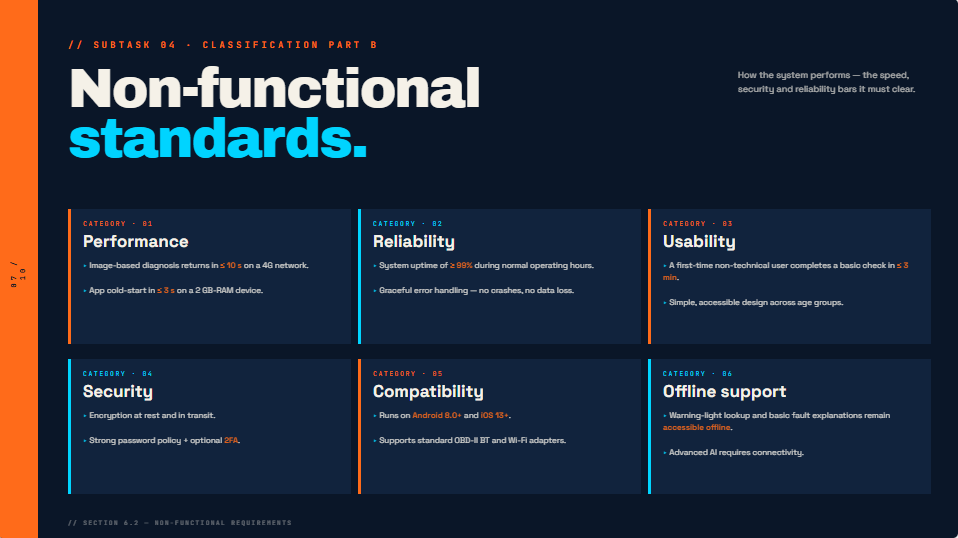 // SUBTASK 04 · CLASSIFICATION PART B
Non-functional
standards.
How the system performs — the speed,
security and reliability bars it must clear.
07 /
10
CATEGORY · 01
Performance
▸ Image-based diagnosis returns in ≤ 10 s on a 4G network.
▸ App cold-start in ≤ 3 s on a 2 GB-RAM device.
CATEGORY · 02
Reliability
▸ System uptime of ≥ 99% during normal operating hours.
▸ Graceful error handling — no crashes, no data loss.
CATEGORY · 03
Usability
▸ A first-time non-technical user completes a basic check in ≤ 3
min.
▸ Simple, accessible design across age groups.
CATEGORY · 04
Security
▸ Encryption at rest and in transit.
▸ Strong password policy + optional 2FA.
CATEGORY · 05
Compatibility
▸ Runs on Android 8.0+ and iOS 13+.
▸ Supports standard OBD-II BT and Wi-Fi adapters.
CATEGORY · 06
Offline support
▸ Warning-light lookup and basic fault explanations remain
accessible offline.
▸ Advanced AI requires connectivity.
// SECTION 6.2 — NON-FUNCTIONAL REQUIREMENTS